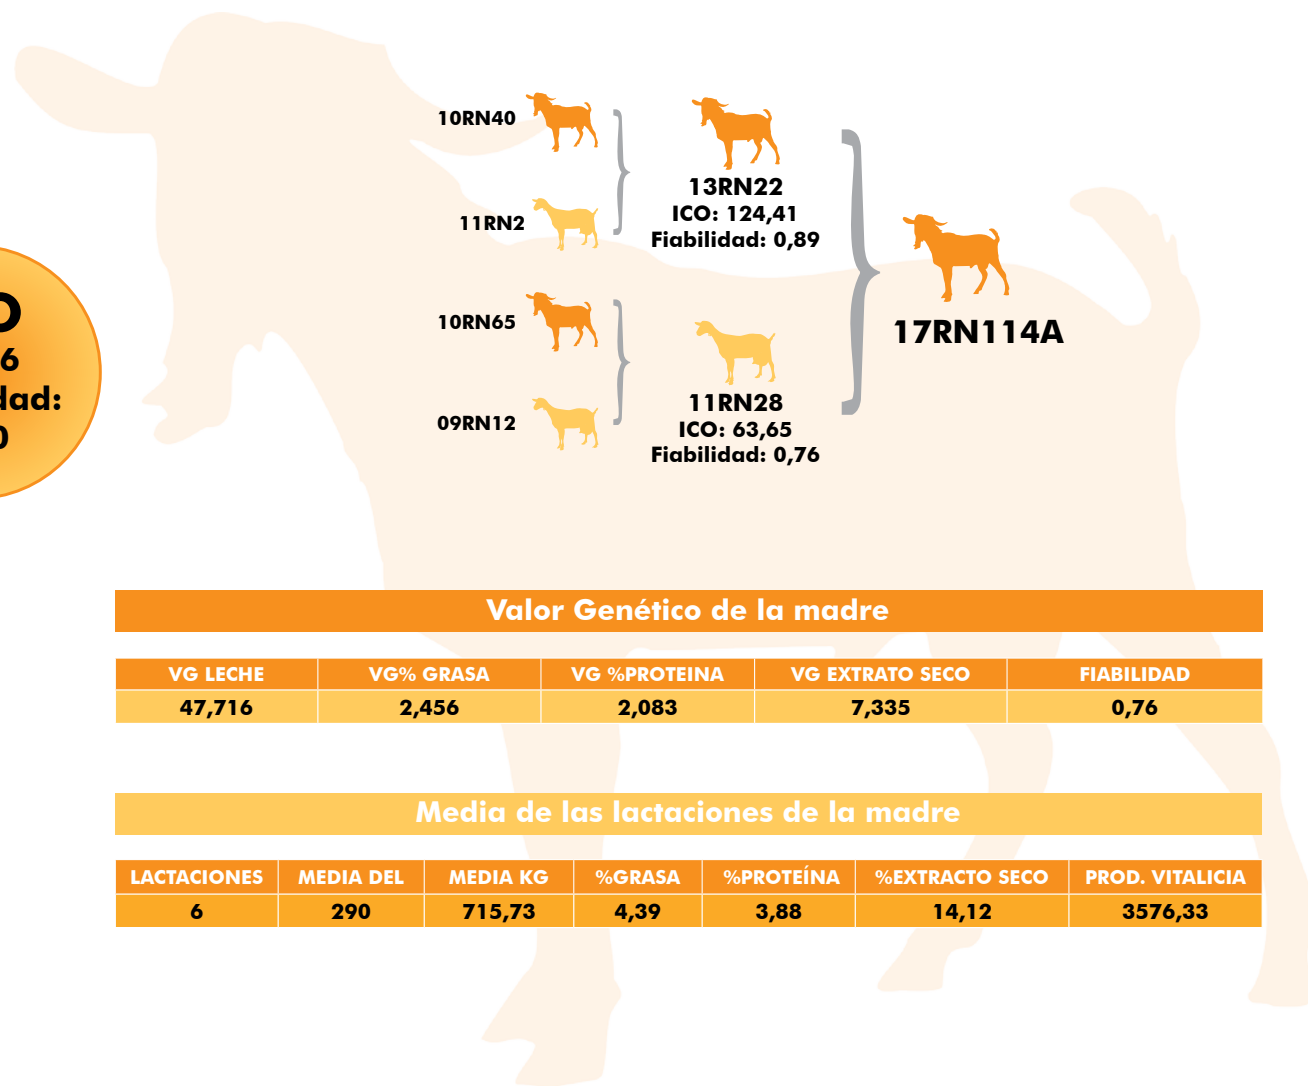 10RN40
13RN22
ICO: 124,41
Fiabilidad: 0,89
11RN2
10RN65
17RN114A
11RN28
ICO: 63,65
Fiabilidad: 0,76
09RN12
Valor Genético de la madre
VG LECHE VG% GRASA VG %PROTEINA VG EXTRATO SECO FIABILIDAD
47,716 2,456 2,083 7,335 0,76
Media de las lactaciones de la madre
LACTACIONES MEDIA DEL MEDIA KG %GRASA %PROTEÍNA %EXTRACTO SECO PROD. VITALICIA
6 290 715,73 4,39 3,88 14,12 3576,33